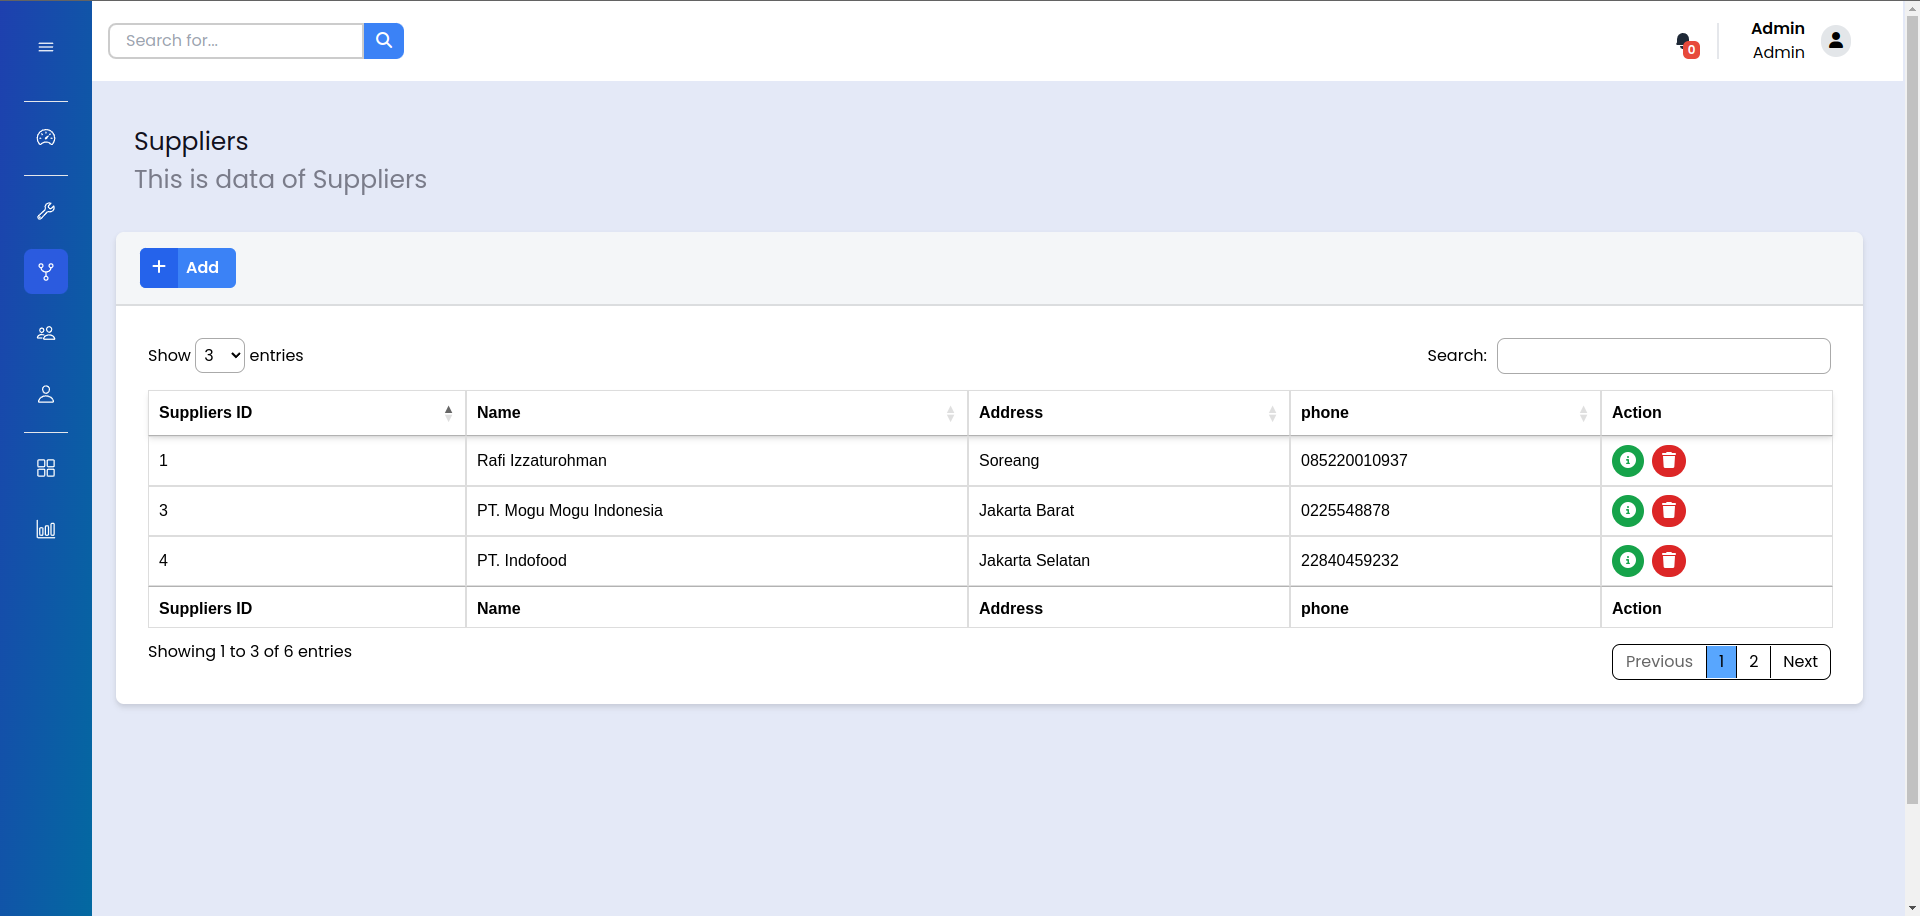 Search for...
0
Admin
Admin
Suppliers
This is data of Suppliers
Add
Show 3 entries
Search:
Suppliers ID Name Address phone Action
1 Rafi Izzaturohman Soreang 085220010937
3 PT. Mogu Mogu Indonesia Jakarta Barat 0225548878
4 PT. Indofood Jakarta Selatan 22840459232
Suppliers ID Name Address phone Action
Showing 1 to 3 of 6 entries
Previous 1 2 Next